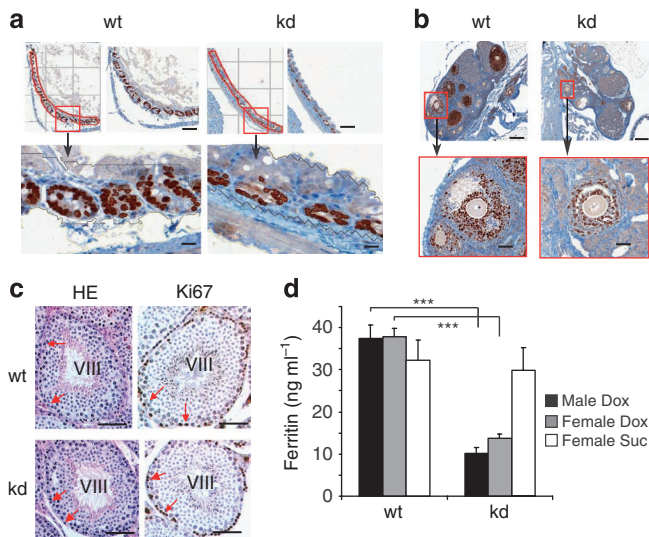 a
wt
kd
b
wt
kd
c
HE
Ki67
wt
VIII
VIII
kd
VIII
VIII
d
***
***
Ferritin (ng ml⁻¹)
40
30
20
10
0
wt
kd
Male Dox
Female Dox
Female Suc